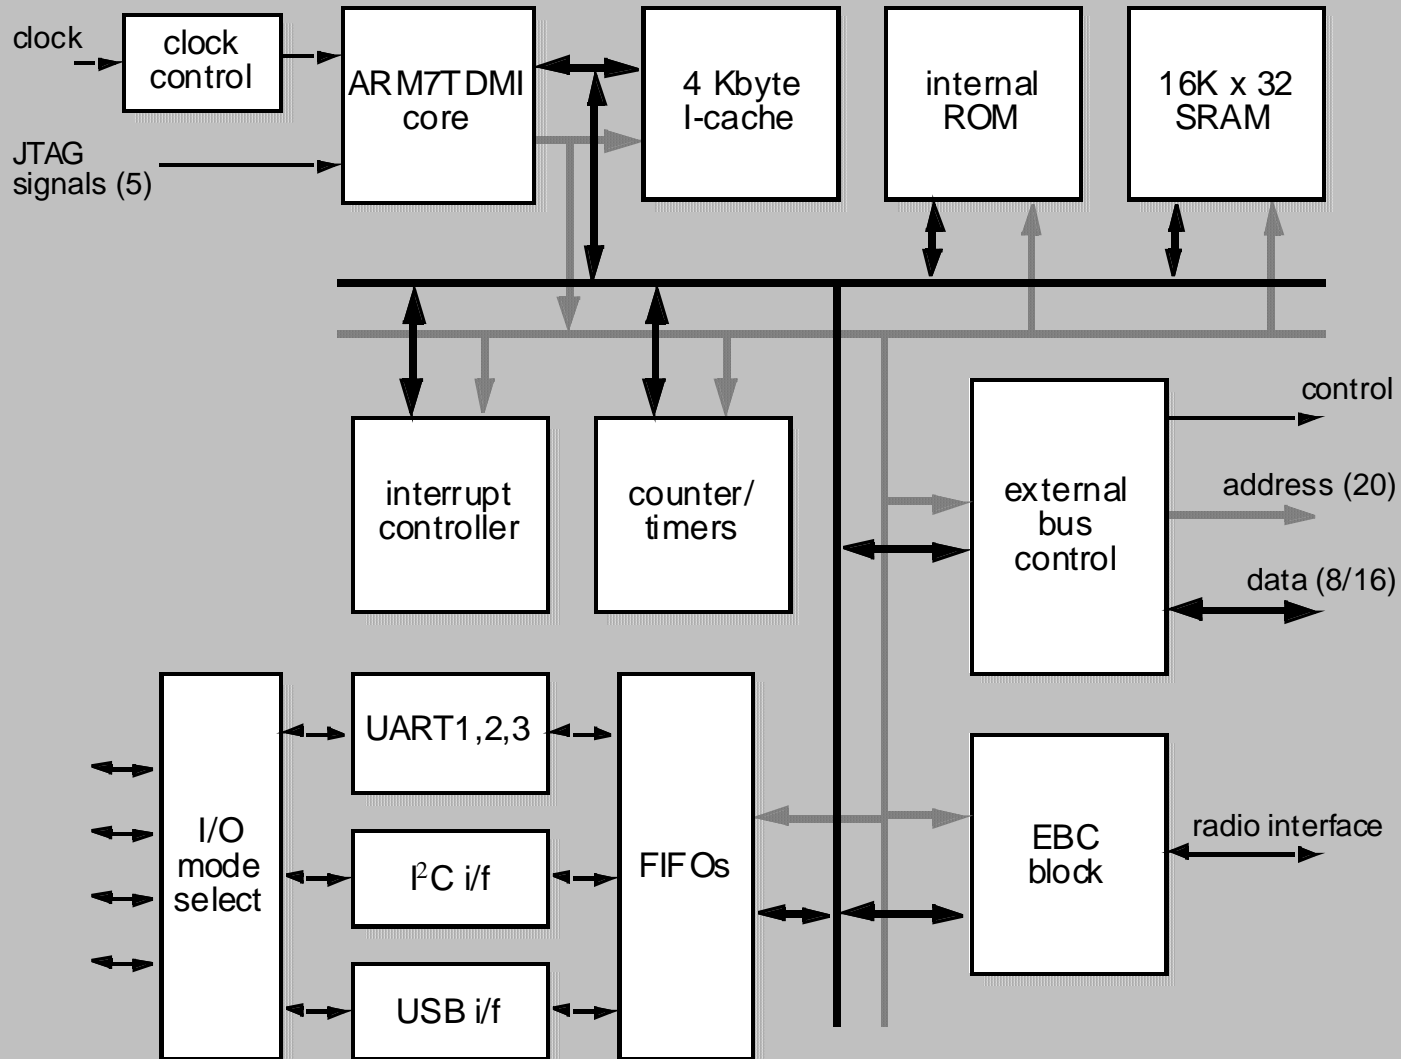 clock
clock
control
ARM7TDMI
core
4 Kbyte
I-cache
internal
ROM
16K x 32
SRAM
JTAG
signals (5)
interrupt
controller
counter/
timers
external
bus
control
control
address (20)
data (8/16)
I/O
mode
select
UART1,2,3
I²C i/f
USB i/f
FIFOs
EBC
block
radio interface